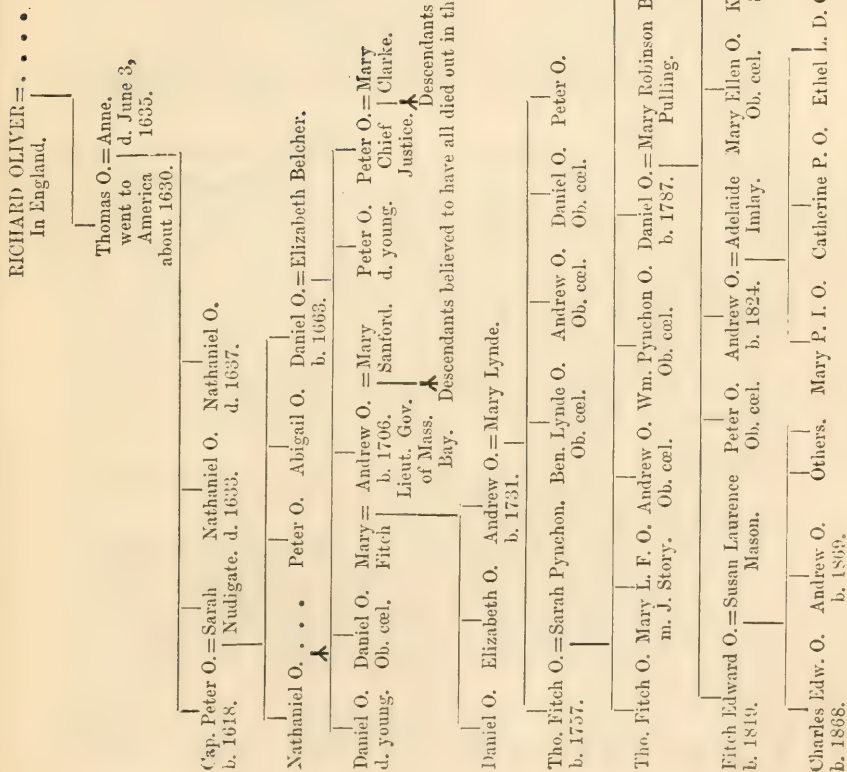 RICHARD OLIVER=. . . .
In England.
Thomas O.=Anne.
went to d. June 3,
America 1635.
about 1630.
Cap. Peter O.=Sarah Nathaniel O. Nathaniel O.
b. 1618. Nudigate. d. 1633. d. 1637.
Nathaniel O. . . . Peter O. Abigail O. Daniel O.=Elizabeth Belcher.
b. 1663.
Daniel O. Daniel O. Mary= Andrew O. =Mary Peter O. Peter O.=Mary
d. young. Ob. cœl. Fitch b. 1706. Sanford. d. young. Chief Clarke.
Lieut. Gov. Justice.
of Mass. Descendants
Bay. Descendants believed to have all died out in th
Daniel O. Elizabeth O. Andrew O.=Mary Lynde.
b. 1731.
Tho. Fitch O.=Sarah Pynchon. Ben. Lynde O. Andrew O. Daniel O. Peter O.
b. 1757. Ob. cœl. Ob. cœl. Ob. cœl.
Tho. Fitch O. Mary L. F. O. Andrew O. Wm. Pynchon O. Daniel O.=Mary Robinson B
m. J. Story. Ob. cœl. Ob. cœl. b. 1787. Pulling.
Fitch Edward O.=Susan Laurence Peter O. Andrew O.=Adelaide Mary Ellen O. K
b. 1819. Mason. Ob. cœl. b. 1824. Imlay. Ob. cœl.
Charles Edw. O. Andrew O. Others. Mary P. I. O. Catherine P. O. Ethel L. D. O
b. 1868. b. 1869.